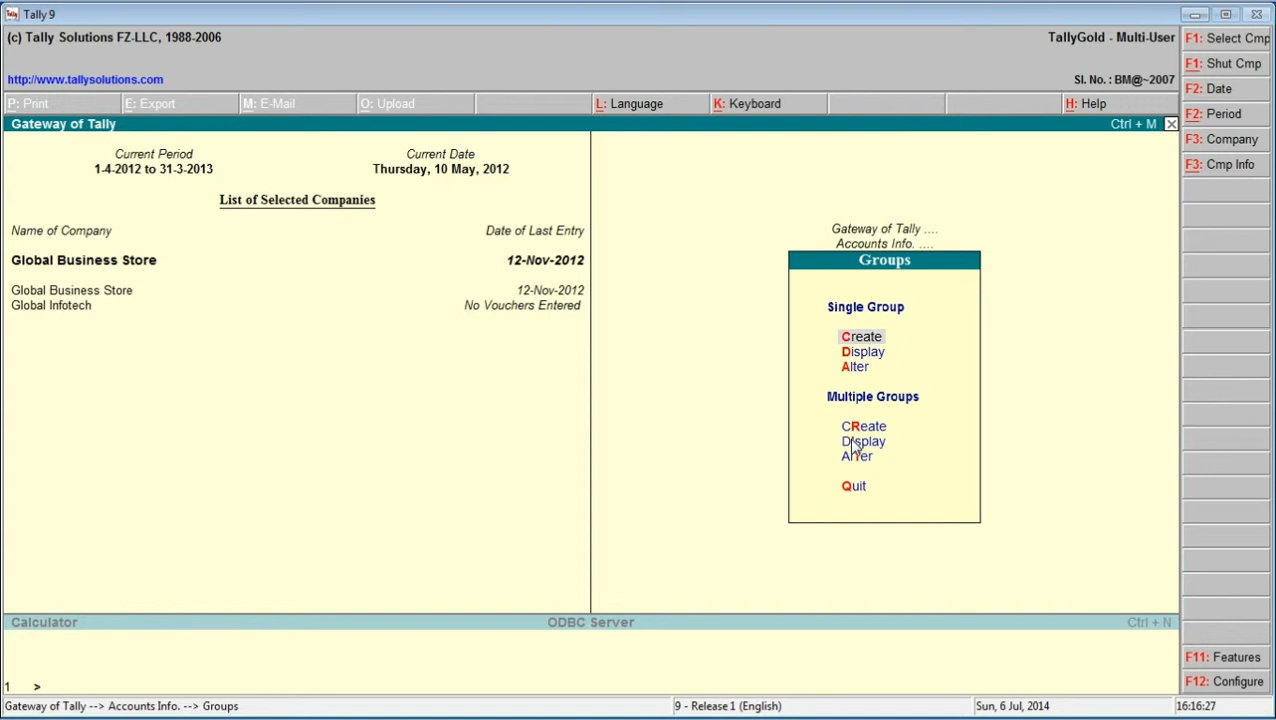 Tally 9
(c) Tally Solutions FZ-LLC, 1988-2006
TallyGold - Multi-User
http://www.tallysolutions.com
Sl. No. : BM@~2007
P: Print
E: Export
M: E-Mail
O: Upload
L: Language
K: Keyboard
H: Help
Gateway of Tally
Ctrl + M
Current Period
Current Date
1-4-2012 to 31-3-2013
Thursday, 10 May, 2012
List of Selected Companies
Name of Company
Date of Last Entry
Global Business Store
12-Nov-2012
Global Business Store
12-Nov-2012
Global Infotech
No Vouchers Entered
Gateway of Tally ....
Accounts Info. ....
Groups
Single Group
Create
Display
Alter
Multiple Groups
CReate
Display
Quit
F1: Select Cmp
F1: Shut Cmp
F2: Date
F2: Period
F3: Company
F3: Cmp Info
F11: Features
F12: Configure
Calculator
ODBC Server
Ctrl + N
1 >
Gateway of Tally --> Accounts Info. --> Groups
9 - Release 1 (English)
Sun, 6 Jul, 2014
16:16:27